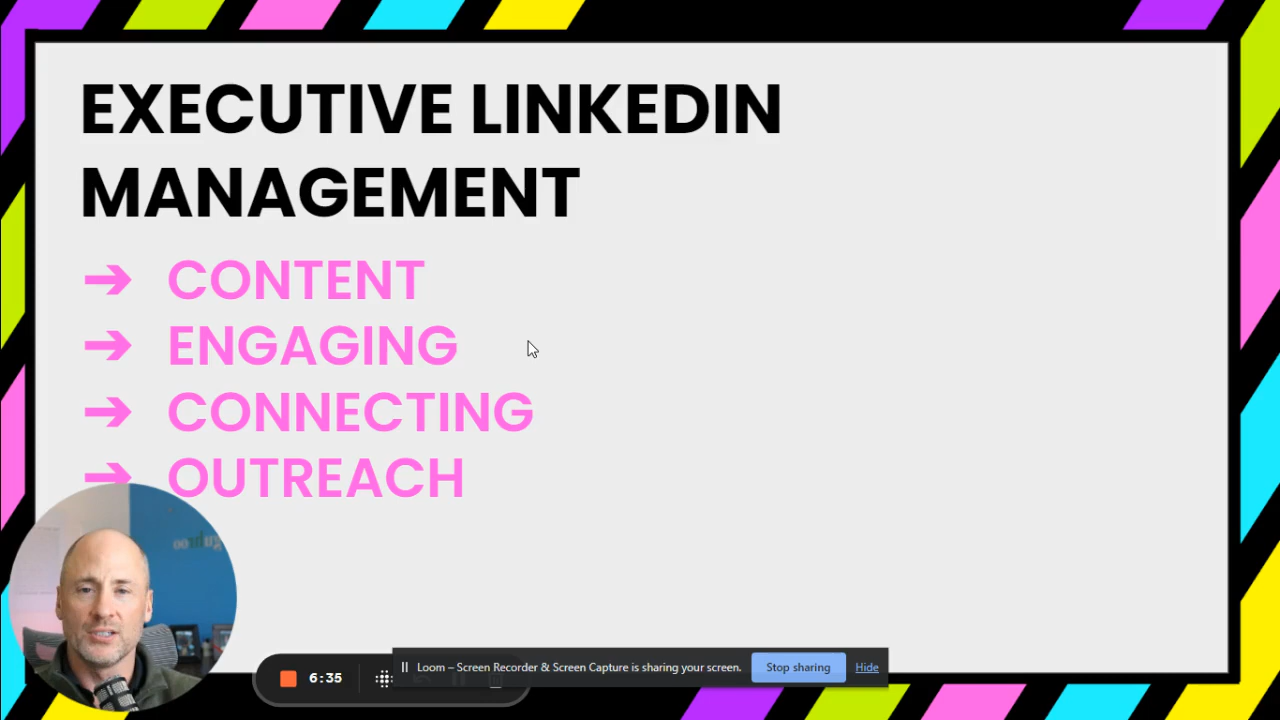 EXECUTIVE LINKEDIN
MANAGEMENT
➔ CONTENT
➔ ENGAGING
➔ CONNECTING
➔ OUTREACH
6:35
Loom – Screen Recorder & Screen Capture is sharing your screen.
Stop sharing
Hide